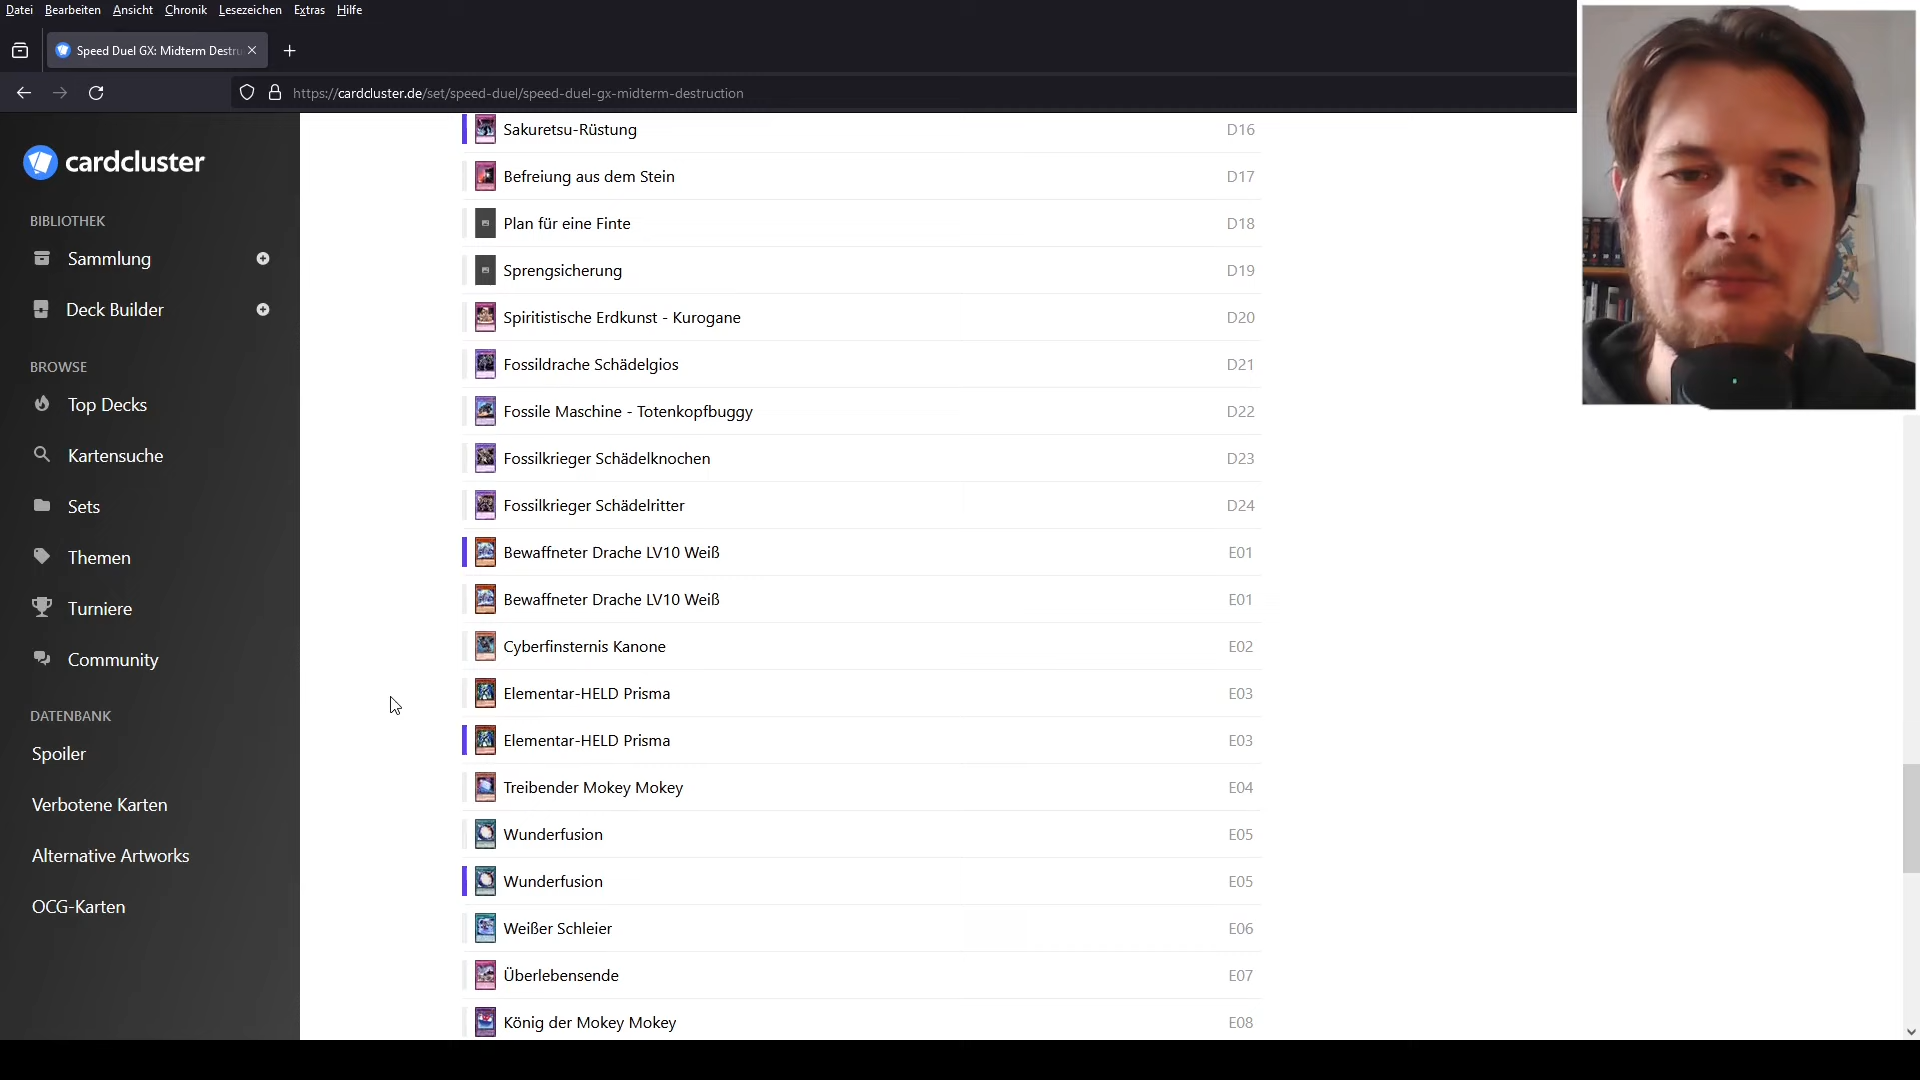 Datei Bearbeiten Ansicht Chronik Lesezeichen Extras Hilfe
Speed Duel GX: Midterm Destru
https://cardcluster.de/set/speed-duel/speed-duel-gx-midterm-destruction
cardcluster
BIBLIOTHEK
Sammlung
Deck Builder
BROWSE
Top Decks
Kartensuche
Sets
Themen
Turniere
Community
DATENBANK
Spoiler
Verbotene Karten
Alternative Artworks
OCG-Karten
Sakuretsu-Rüstung D16
Befreiung aus dem Stein D17
Plan für eine Finte D18
Sprengsicherung D19
Spiritistische Erdkunst - Kurogane D20
Fossildrache Schädelgios D21
Fossile Maschine - Totenkopfbuggy D22
Fossilkrieger Schädelknochen D23
Fossilkrieger Schädelritter D24
Bewaffneter Drache LV10 Weiß E01
Bewaffneter Drache LV10 Weiß E01
Cyberfinsternis Kanone E02
Elementar-HELD Prisma E03
Elementar-HELD Prisma E03
Treibender Mokey Mokey E04
Wunderfusion E05
Wunderfusion E05
Weißer Schleier E06
Überlebensende E07
König der Mokey Mokey E08